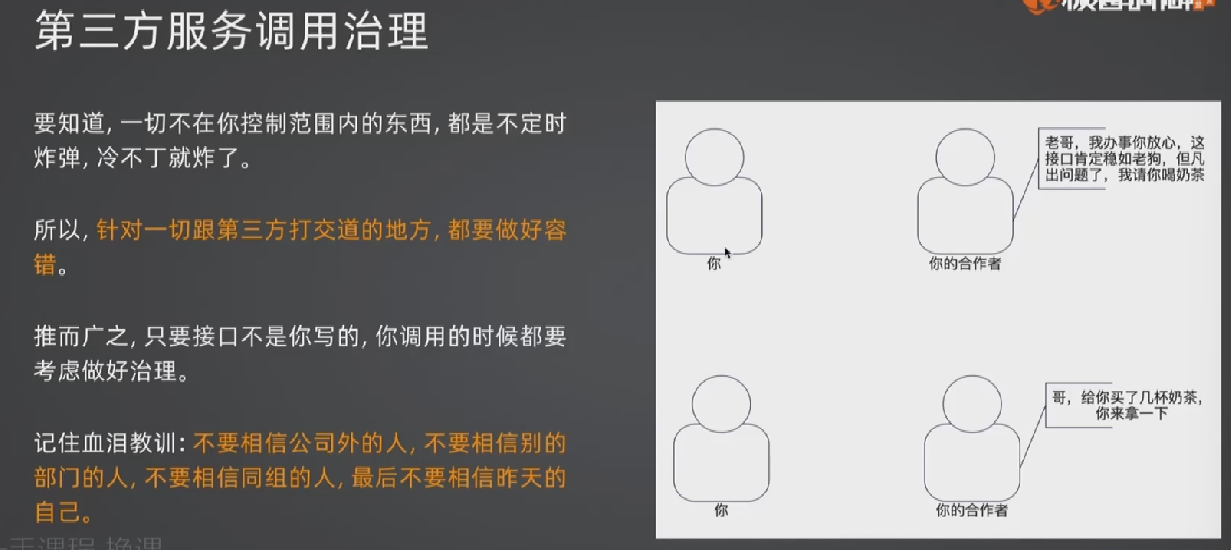 第三方服务调用治理
要知道, 一切不在你控制范围内的东西, 都是不定时
炸弹, 冷不丁就炸了。
所以, 针对一切跟第三方打交道的地方, 都要做好容
错。
推而广之, 只要接口不是你写的, 你调用的时候都要
考虑做好治理。
记住血泪教训: 不要相信公司外的人, 不要相信别的
部门的人, 不要相信同组的人, 最后不要相信昨天的
自己。
老哥，我办事你放心，这
接口肯定稳如老狗，但凡
出问题了，我请你喝奶茶
你
你的合作者
哥，给你买了几杯奶茶，
你来拿一下
你
你的合作者